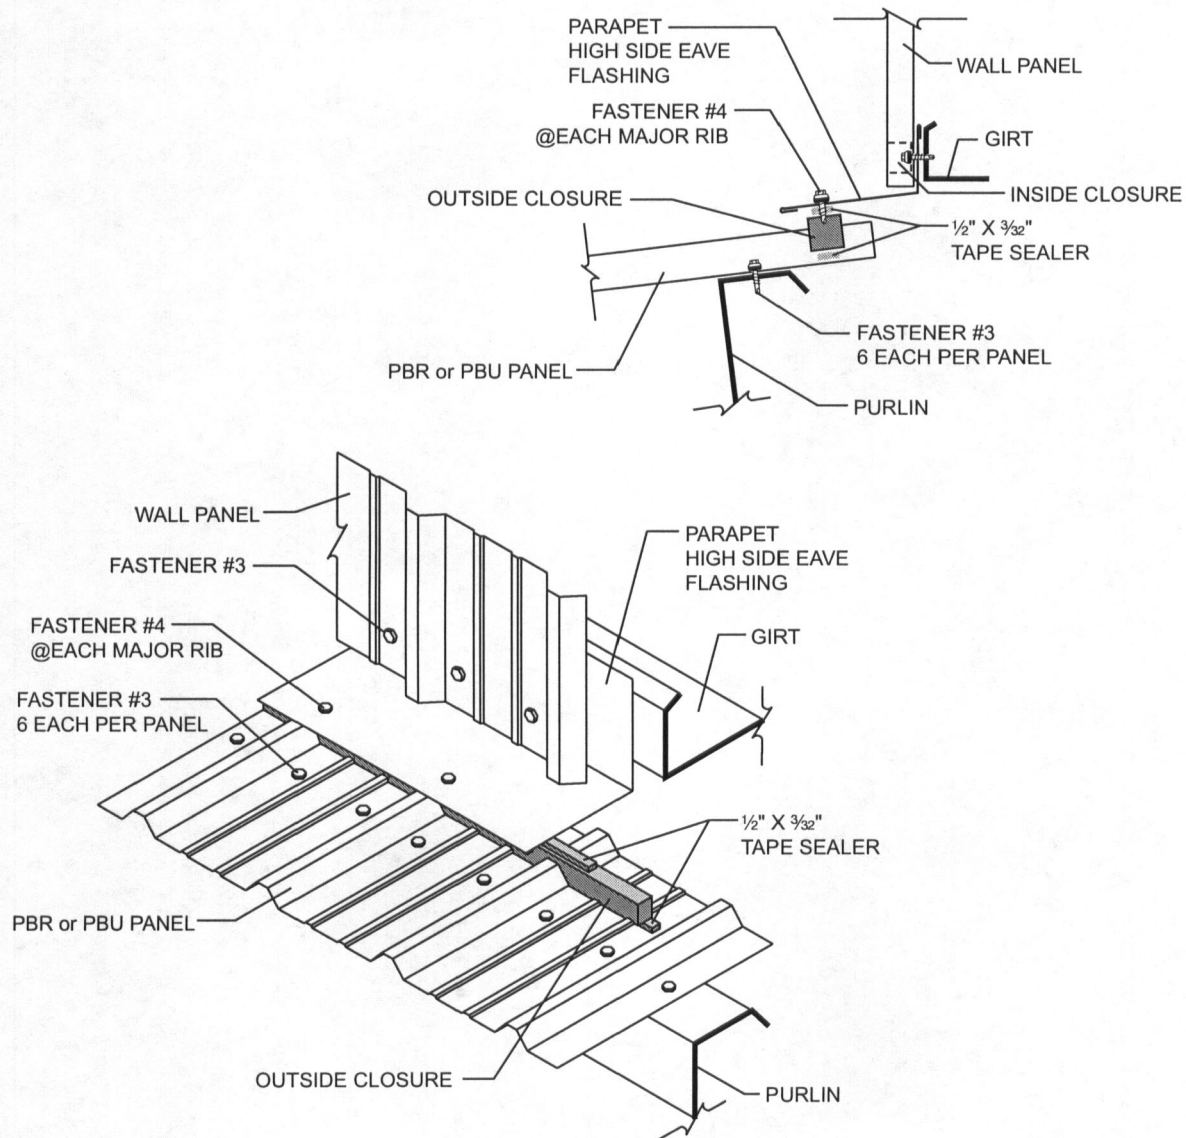 PARAPET
HIGH SIDE EAVE
FLASHING
WALL PANEL
FASTENER #4
@EACH MAJOR RIB
GIRT
OUTSIDE CLOSURE
INSIDE CLOSURE
½" X 3⁄32"
TAPE SEALER
FASTENER #3
6 EACH PER PANEL
PBR or PBU PANEL
PURLIN
WALL PANEL
PARAPET
HIGH SIDE EAVE
FLASHING
FASTENER #3
FASTENER #4
@EACH MAJOR RIB
GIRT
FASTENER #3
6 EACH PER PANEL
½" X 3⁄32"
TAPE SEALER
PBR or PBU PANEL
OUTSIDE CLOSURE
PURLIN